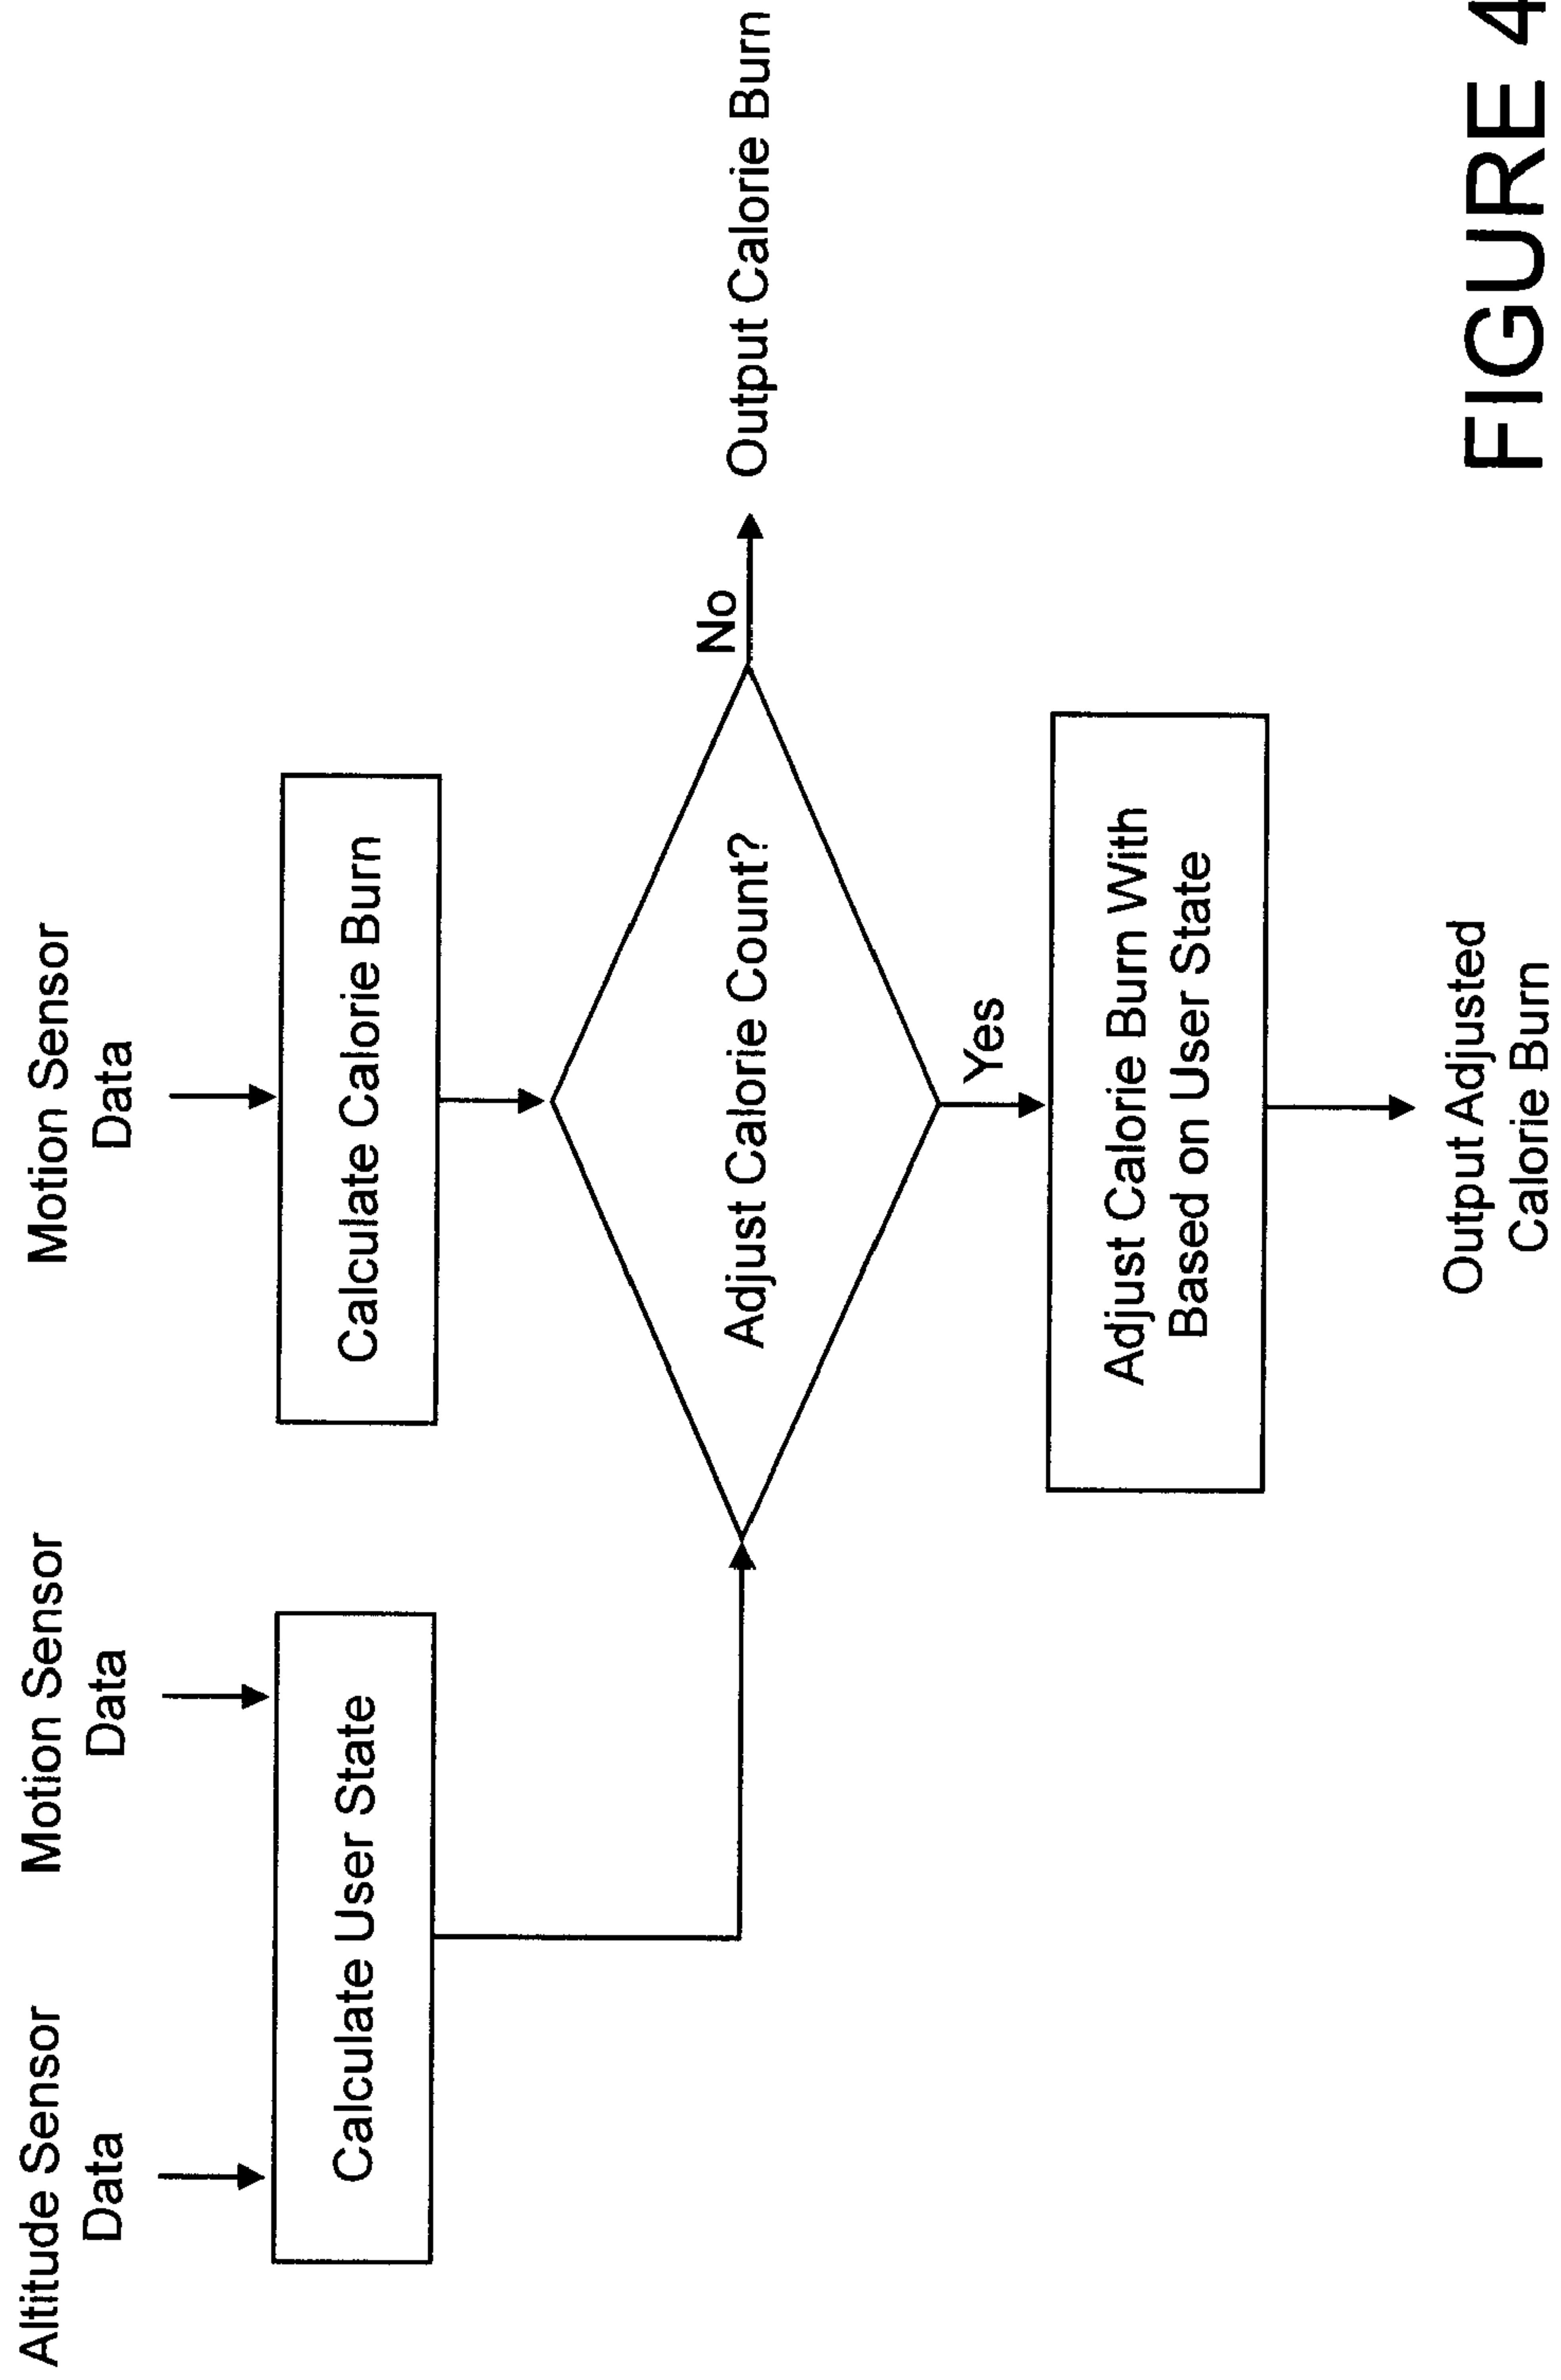 Altitude Sensor
Data
Motion Sensor
Data
Motion Sensor
Data
Calculate User State
Calculate Calorie Burn
Adjust Calorie Count?
No
Output Calorie Burn
Yes
Adjust Calorie Burn With
Based on User State
Output Adjusted
Calorie Burn
FIGURE 4